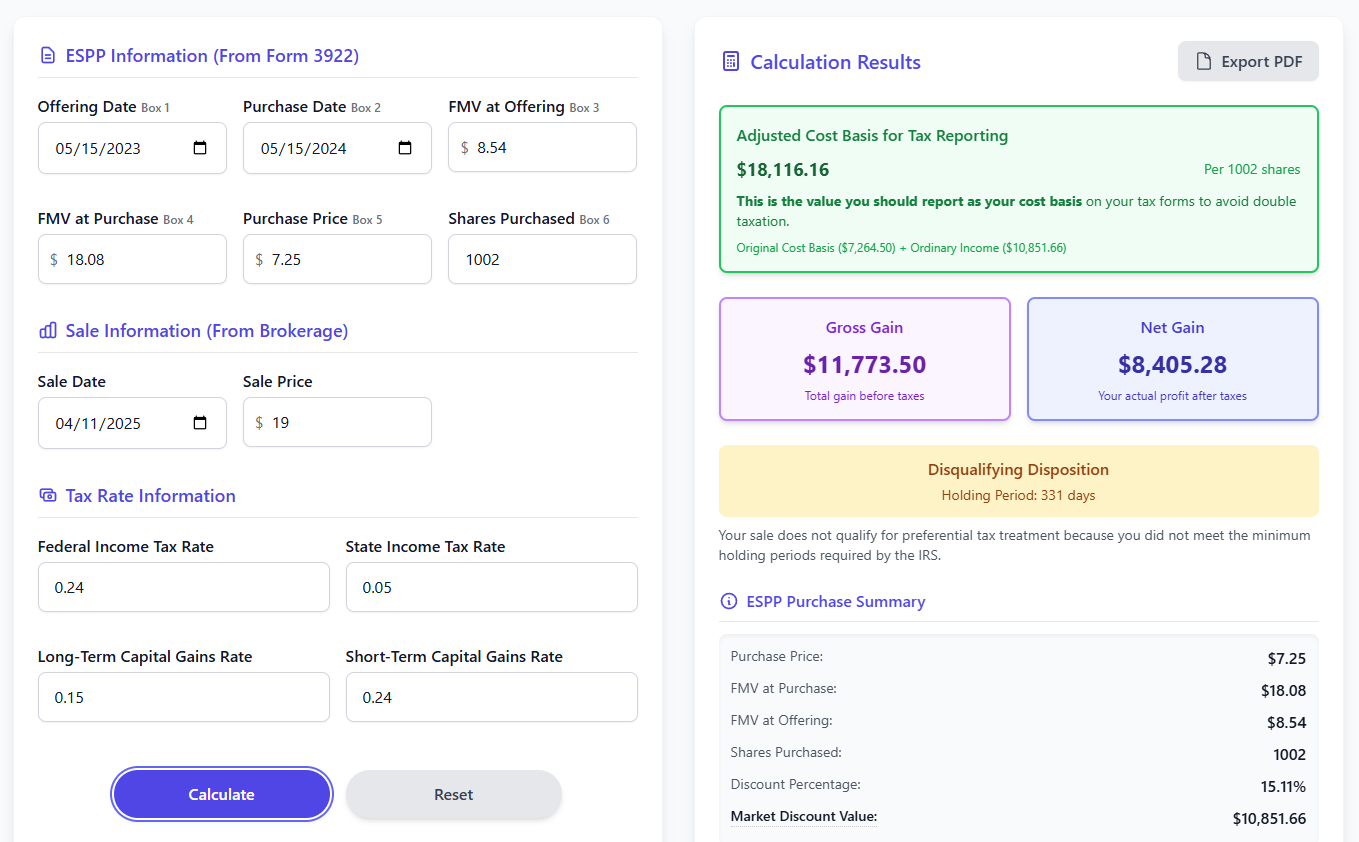 ESPP Information (From Form 3922)
Offering Date Box 1
Purchase Date Box 2
FMV at Offering Box 3
05/15/2023
05/15/2024
$ 8.54
FMV at Purchase Box 4
Purchase Price Box 5
Shares Purchased Box 6
$ 18.08
$ 7.25
1002
Sale Information (From Brokerage)
Sale Date
Sale Price
04/11/2025
$ 19
Tax Rate Information
Federal Income Tax Rate
State Income Tax Rate
0.24
0.05
Long-Term Capital Gains Rate
Short-Term Capital Gains Rate
0.15
0.24
Calculate
Reset
Calculation Results
Export PDF
Adjusted Cost Basis for Tax Reporting
$18,116.16
Per 1002 shares
This is the value you should report as your cost basis on your tax forms to avoid double
taxation.
Original Cost Basis ($7,264.50) + Ordinary Income ($10,851.66)
Gross Gain
$11,773.50
Total gain before taxes
Net Gain
$8,405.28
Your actual profit after taxes
Disqualifying Disposition
Holding Period: 331 days
Your sale does not qualify for preferential tax treatment because you did not meet the minimum
holding periods required by the IRS.
ESPP Purchase Summary
Purchase Price: $7.25
FMV at Purchase: $18.08
FMV at Offering: $8.54
Shares Purchased: 1002
Discount Percentage: 15.11%
Market Discount Value: $10,851.66